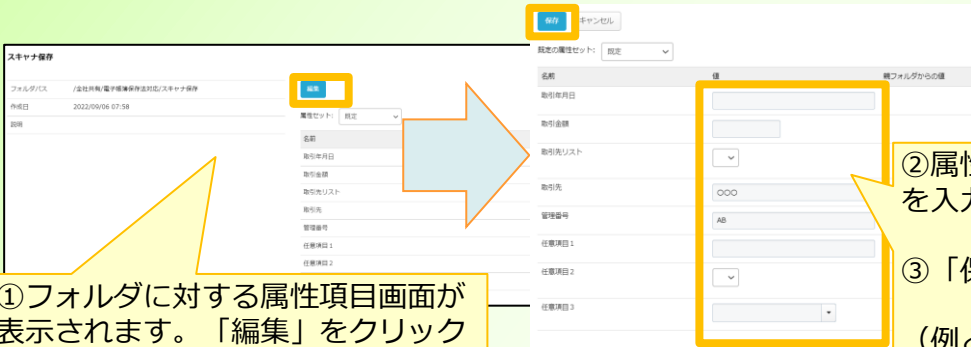 スキャナ保存
フォルダパス /全社共有/電子帳簿保存法対応/スキャナ保存
作成日 2022/09/06 07:58
説明
編集
属性セット: 既定
名前
取引年月日
取引金額
取引先リスト
取引先
管理番号
任意項目1
任意項目2
①フォルダに対する属性項目画面が
表示されます。「編集」をクリック
保存 キャンセル
既定の属性セット: 既定
名前 値 親フォルダからの値
取引年月日
取引金額
取引先リスト
取引先 ○○○
管理番号 AB
任意項目1
任意項目2
任意項目3
②属性
を入力
③「保
（例